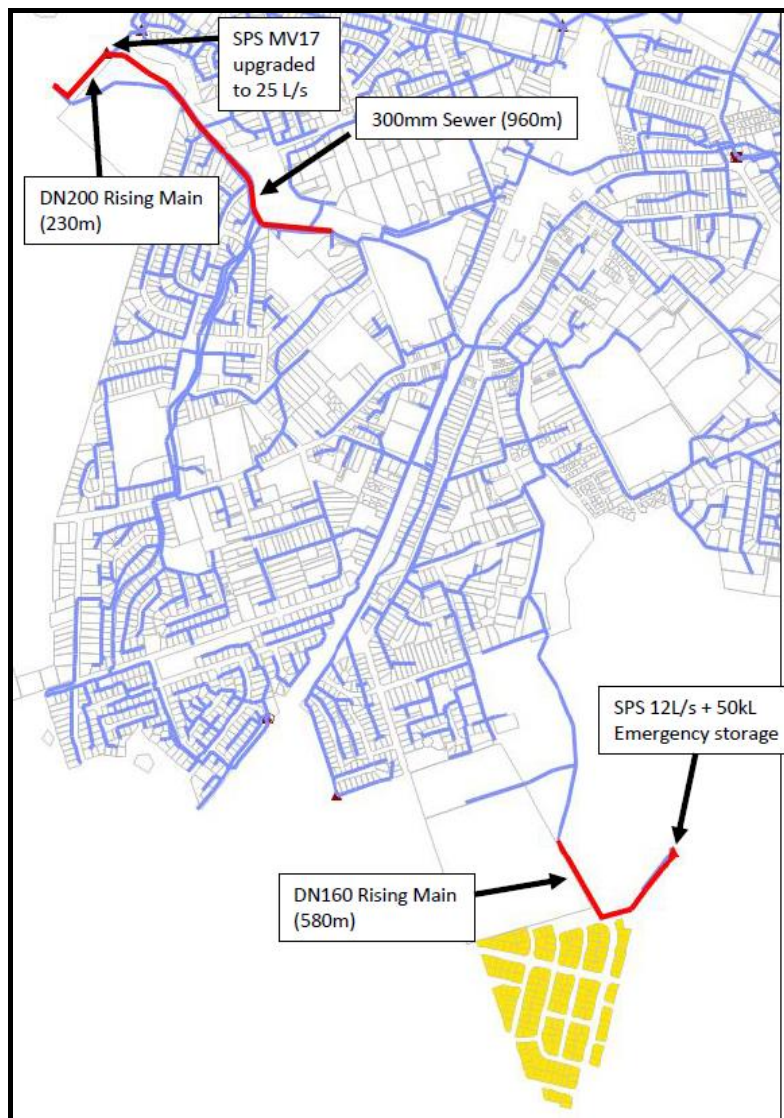 SPS MV17
upgraded
to 25 L/s
300mm Sewer (960m)
DN200 Rising Main
(230m)
SPS 12L/s + 50kL
Emergency storage
DN160 Rising Main
(580m)